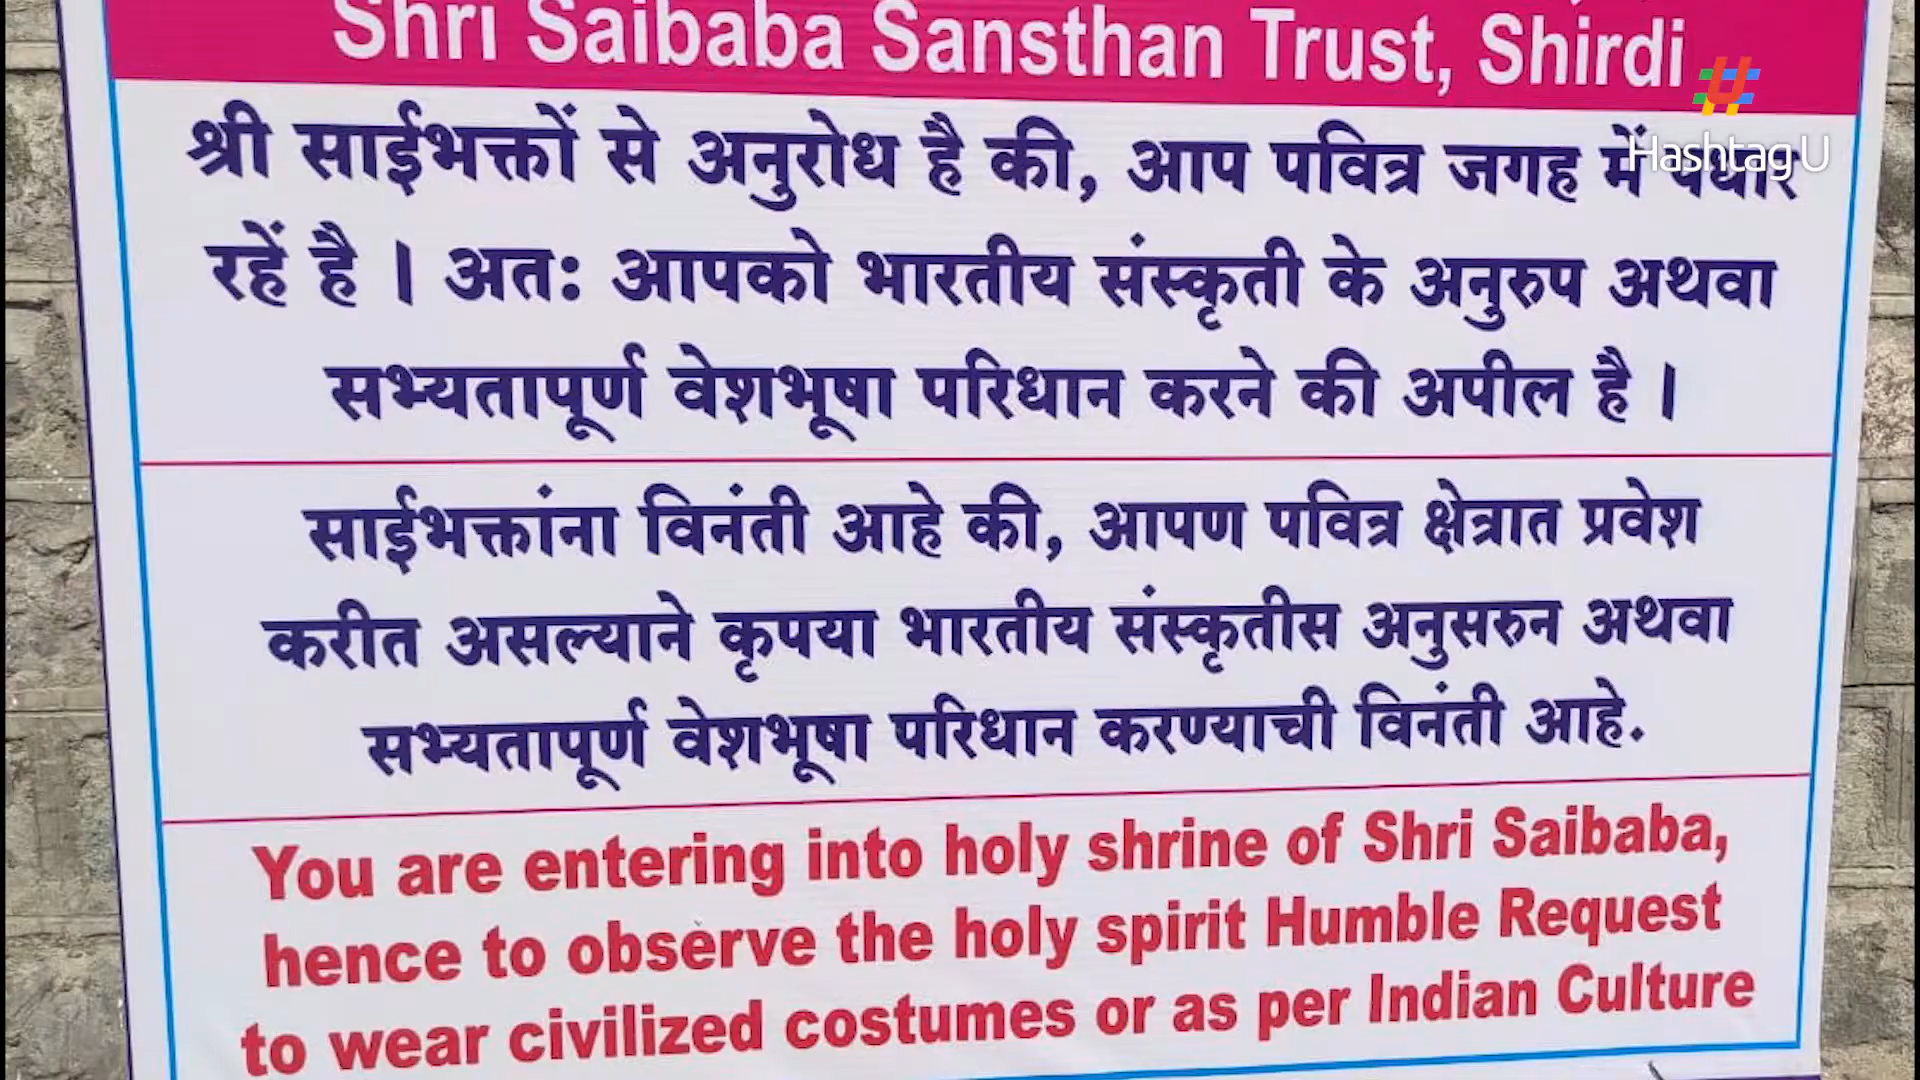 Shri Saibaba Sansthan Trust, Shirdi
Hashtag U
श्री साईभक्तों से अनुरोध है की, आप पवित्र जगह में पधार
रहें है । अतः आपको भारतीय संस्कृती के अनुरुप अथवा
सभ्यतापूर्ण वेशभूषा परिधान करने की अपील है ।
साईभक्तांना विनंती आहे की, आपण पवित्र क्षेत्रात प्रवेश
करीत असल्याने कृपया भारतीय संस्कृतीस अनुसरुन अथवा
सभ्यतापूर्ण वेशभूषा परिधान करण्याची विनंती आहे.
You are entering into holy shrine of Shri Saibaba,
hence to observe the holy spirit Humble Request
to wear civilized costumes or as per Indian Culture